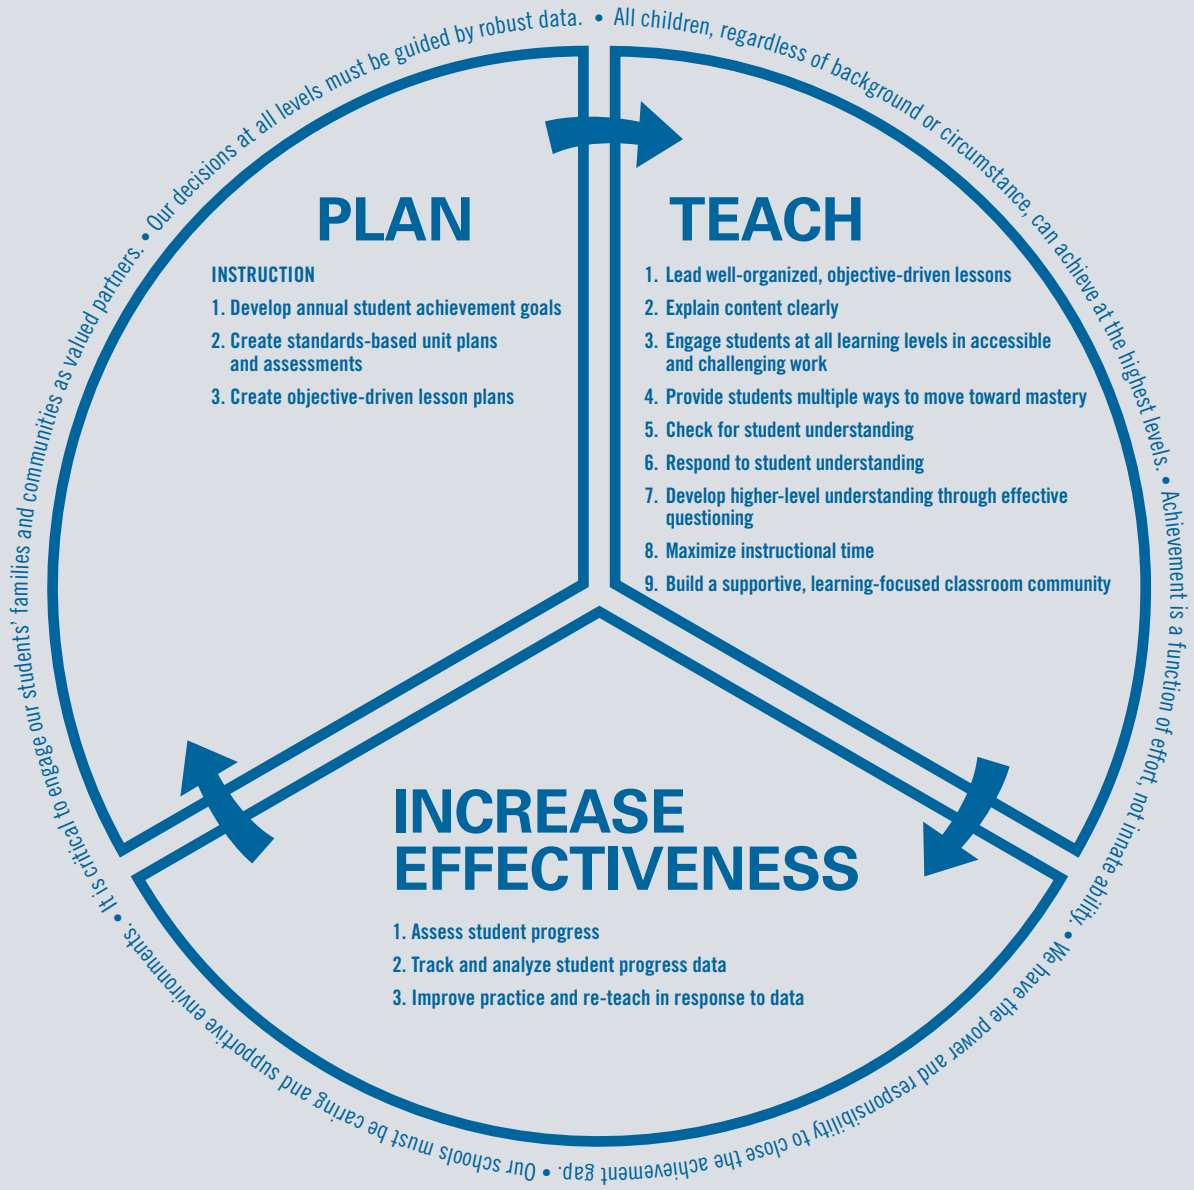 All children, regardless of background or circumstance, can achieve at the highest levels. • Achievement is a function of effort, not innate ability. • We have the power and responsibility to close the achievement gap. • Our schools must be caring and supportive environments. • It is critical to engage our students' families and communities as valued partners. • Our decisions at all levels must be guided by robust data. •
PLAN
INSTRUCTION
1. Develop annual student achievement goals
2. Create standards-based unit plans
and assessments
3. Create objective-driven lesson plans
TEACH
1. Lead well-organized, objective-driven lessons
2. Explain content clearly
3. Engage students at all learning levels in accessible
and challenging work
4. Provide students multiple ways to move toward mastery
5. Check for student understanding
6. Respond to student understanding
7. Develop higher-level understanding through effective
questioning
8. Maximize instructional time
9. Build a supportive, learning-focused classroom community
INCREASE
EFFECTIVENESS
1. Assess student progress
2. Track and analyze student progress data
3. Improve practice and re-teach in response to data